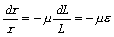 dr/r = −μ dL/L = −με